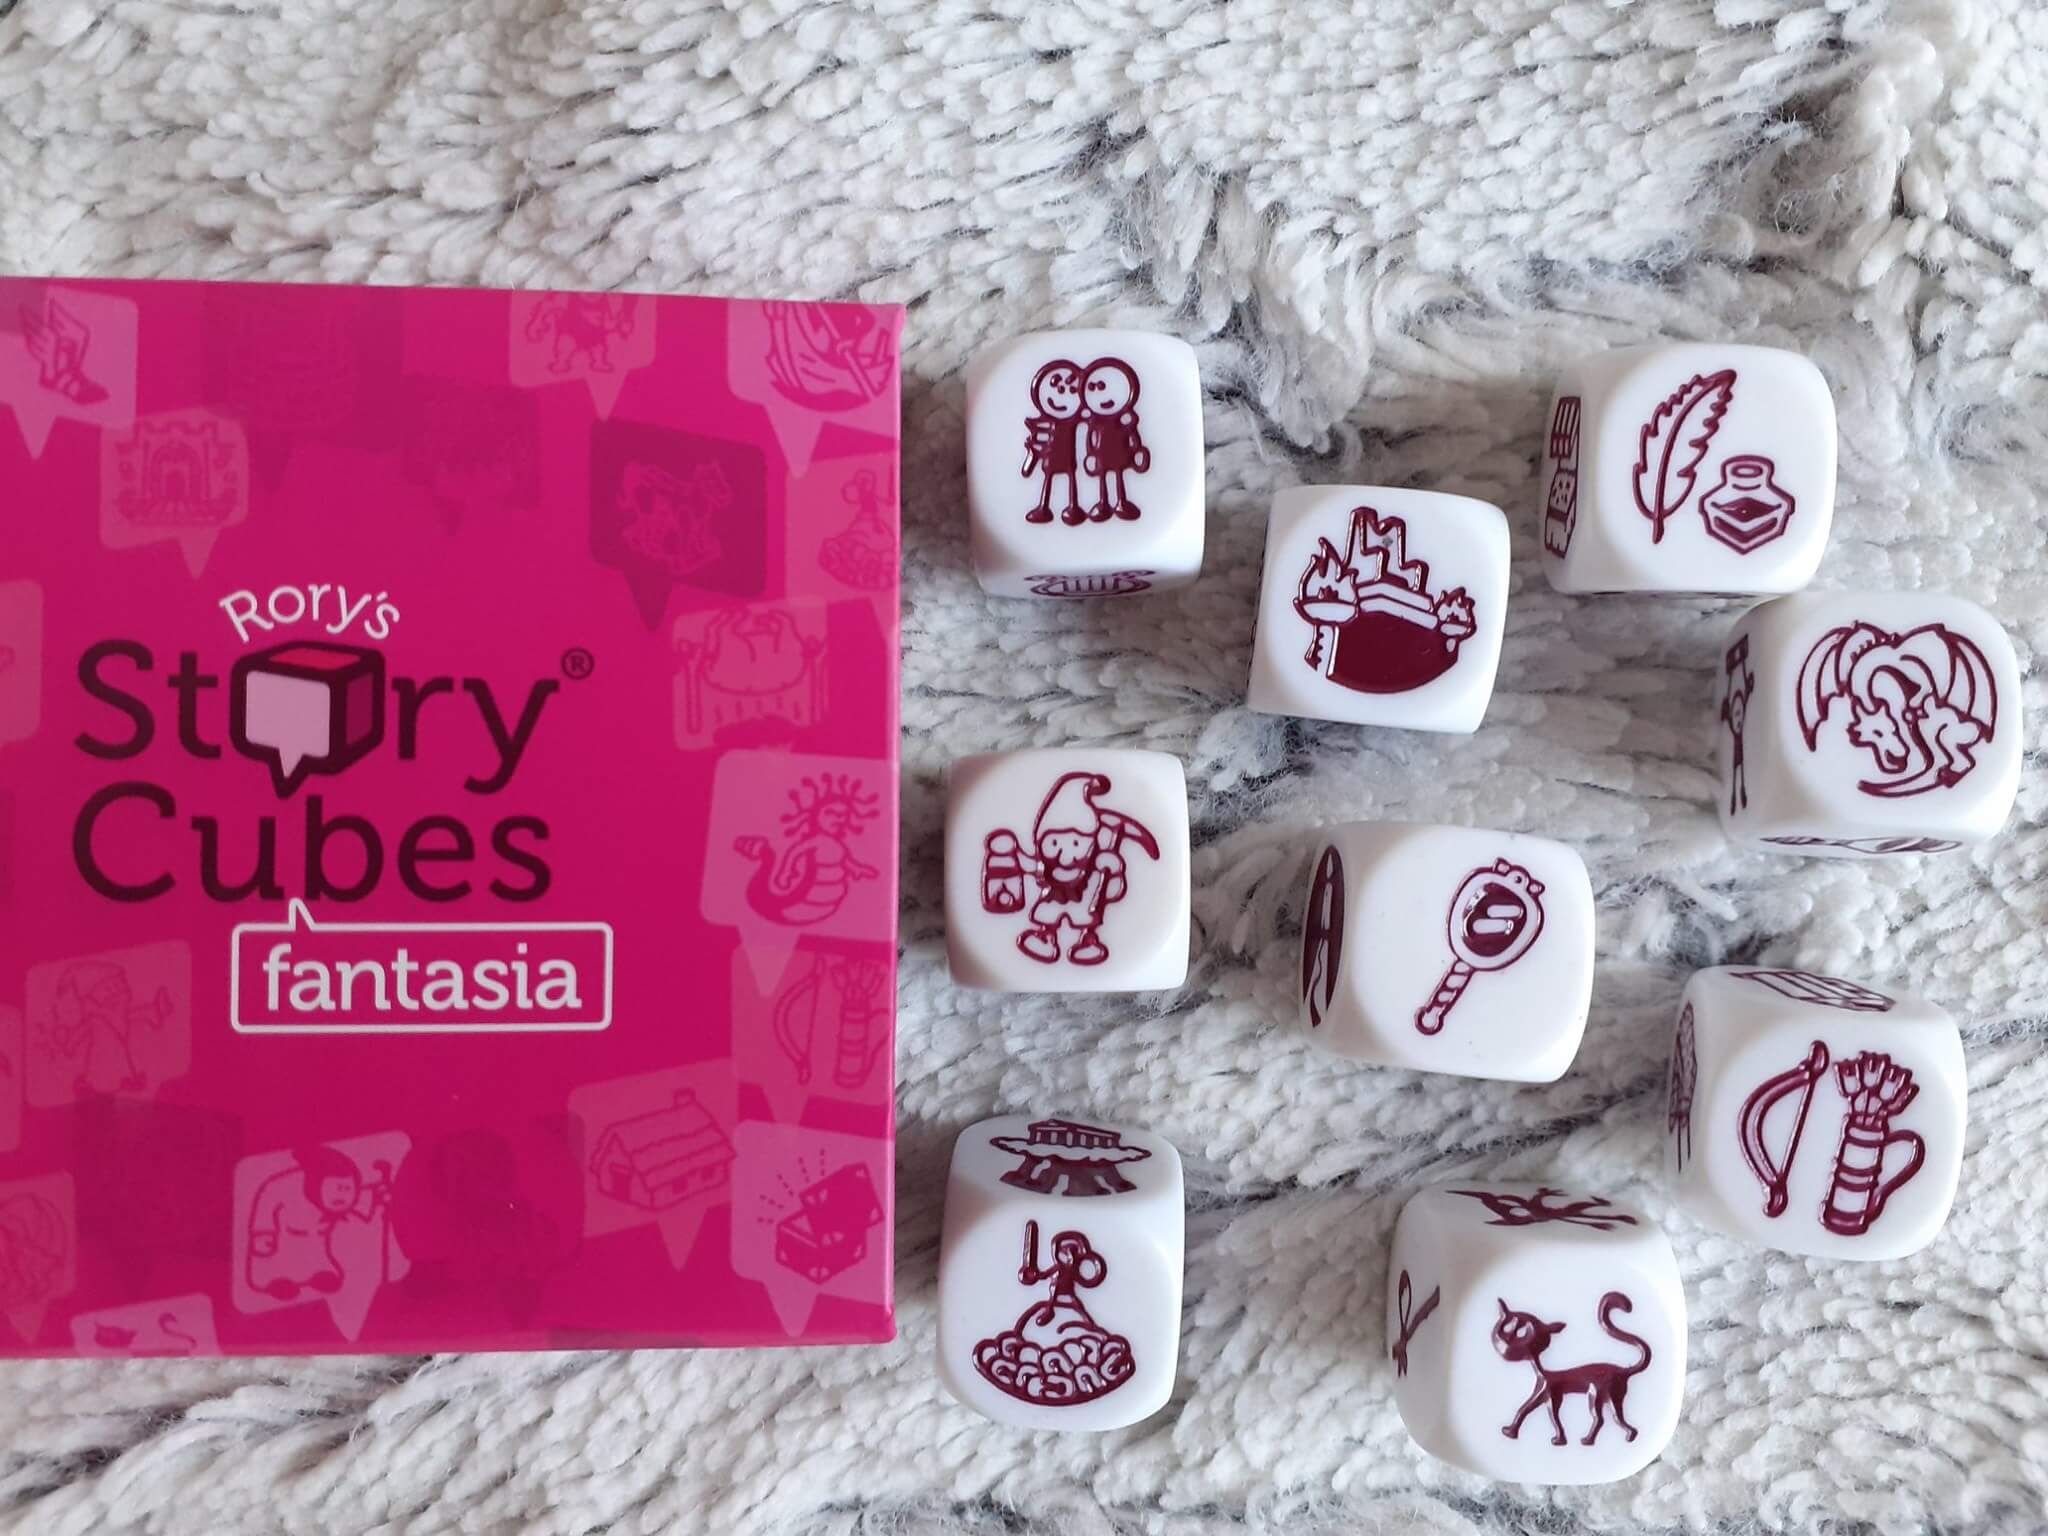 Rory's
Story®
Cubes
fantasia